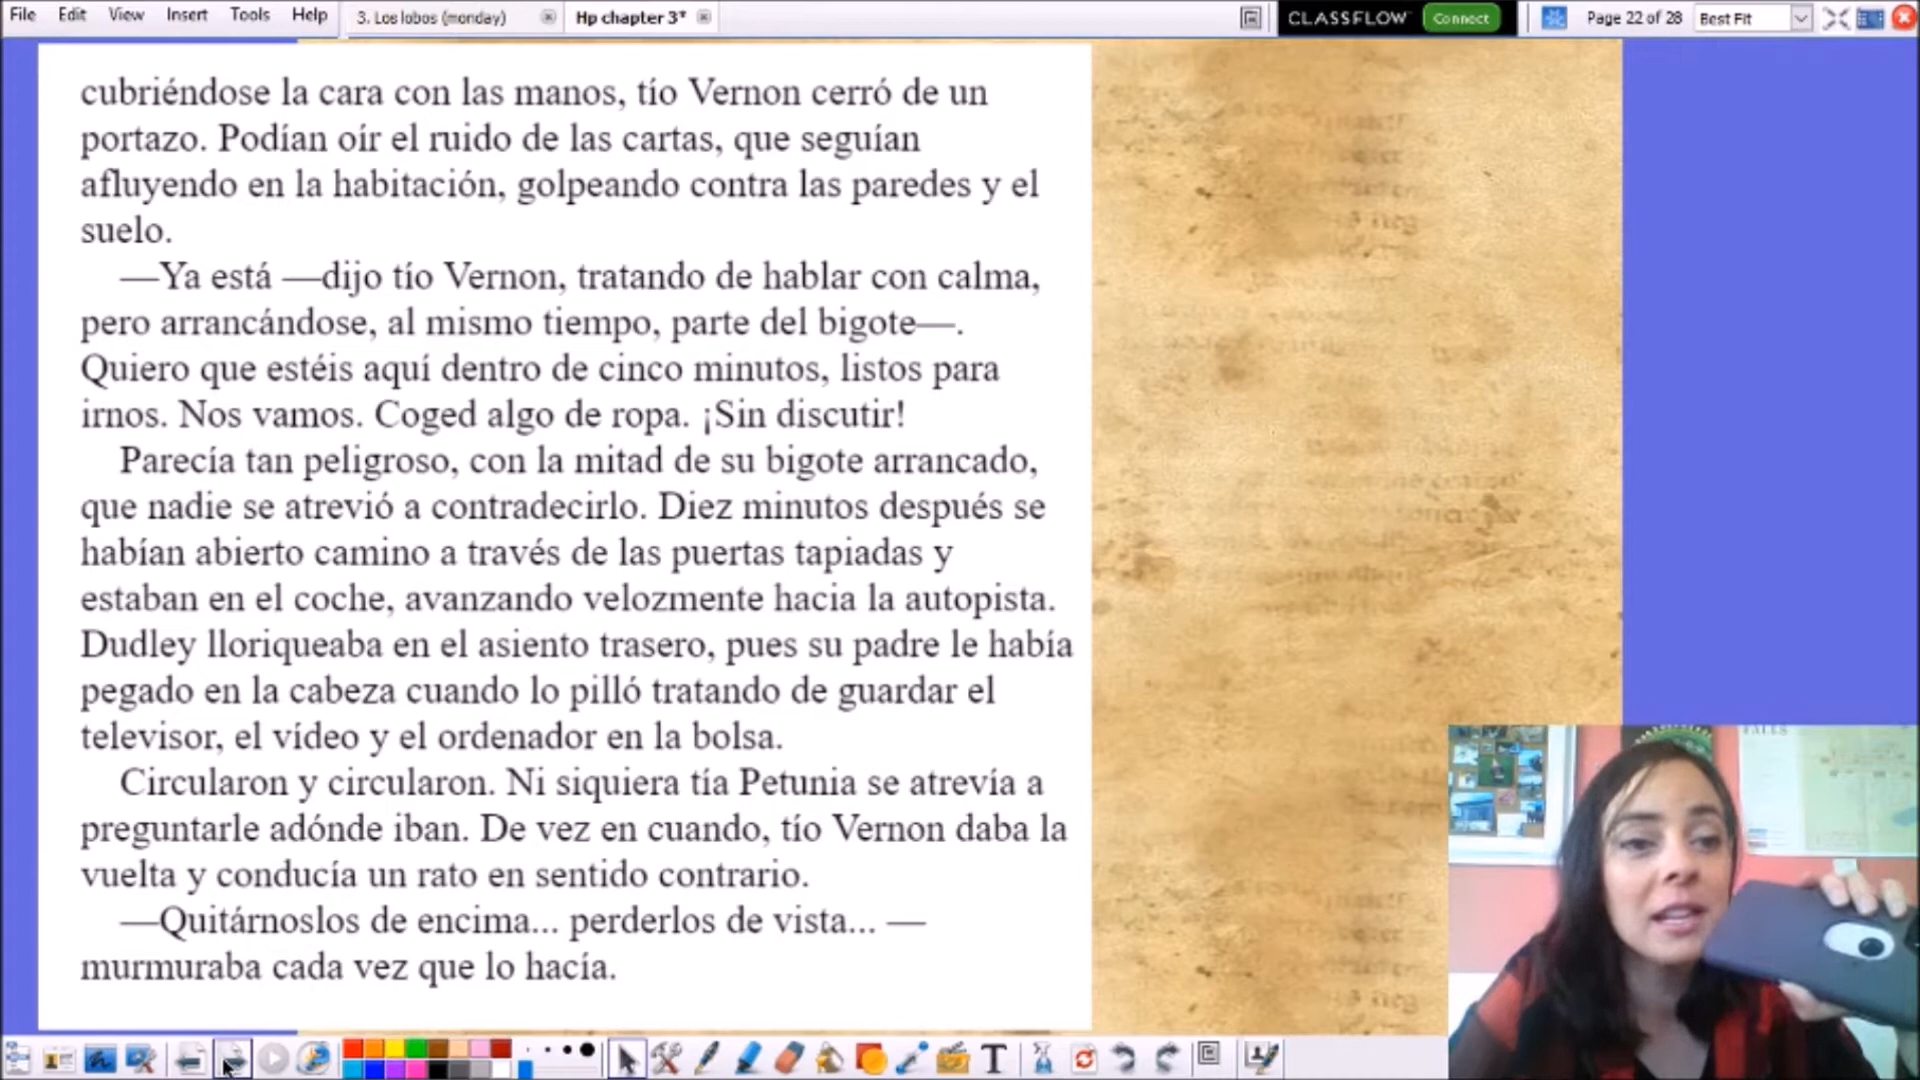 File Edit View Insert Tools Help 3. Los lobos (monday) Hp chapter 3* CLASSFLOW Connect Page 22 of 28 Best Fit
cubriéndose la cara con las manos, tío Vernon cerró de un
portazo. Podían oír el ruido de las cartas, que seguían
afluyendo en la habitación, golpeando contra las paredes y el
suelo.
—Ya está —dijo tío Vernon, tratando de hablar con calma,
pero arrancándose, al mismo tiempo, parte del bigote—.
Quiero que estéis aquí dentro de cinco minutos, listos para
irnos. Nos vamos. Coged algo de ropa. ¡Sin discutir!
Parecía tan peligroso, con la mitad de su bigote arrancado,
que nadie se atrevió a contradecirlo. Diez minutos después se
habían abierto camino a través de las puertas tapiadas y
estaban en el coche, avanzando velozmente hacia la autopista.
Dudley lloriqueaba en el asiento trasero, pues su padre le había
pegado en la cabeza cuando lo pilló tratando de guardar el
televisor, el vídeo y el ordenador en la bolsa.
Circularon y circularon. Ni siquiera tía Petunia se atrevía a
preguntarle adónde iban. De vez en cuando, tío Vernon daba la
vuelta y conducía un rato en sentido contrario.
—Quitárnoslos de encima... perderlos de vista... —
murmuraba cada vez que lo hacía.